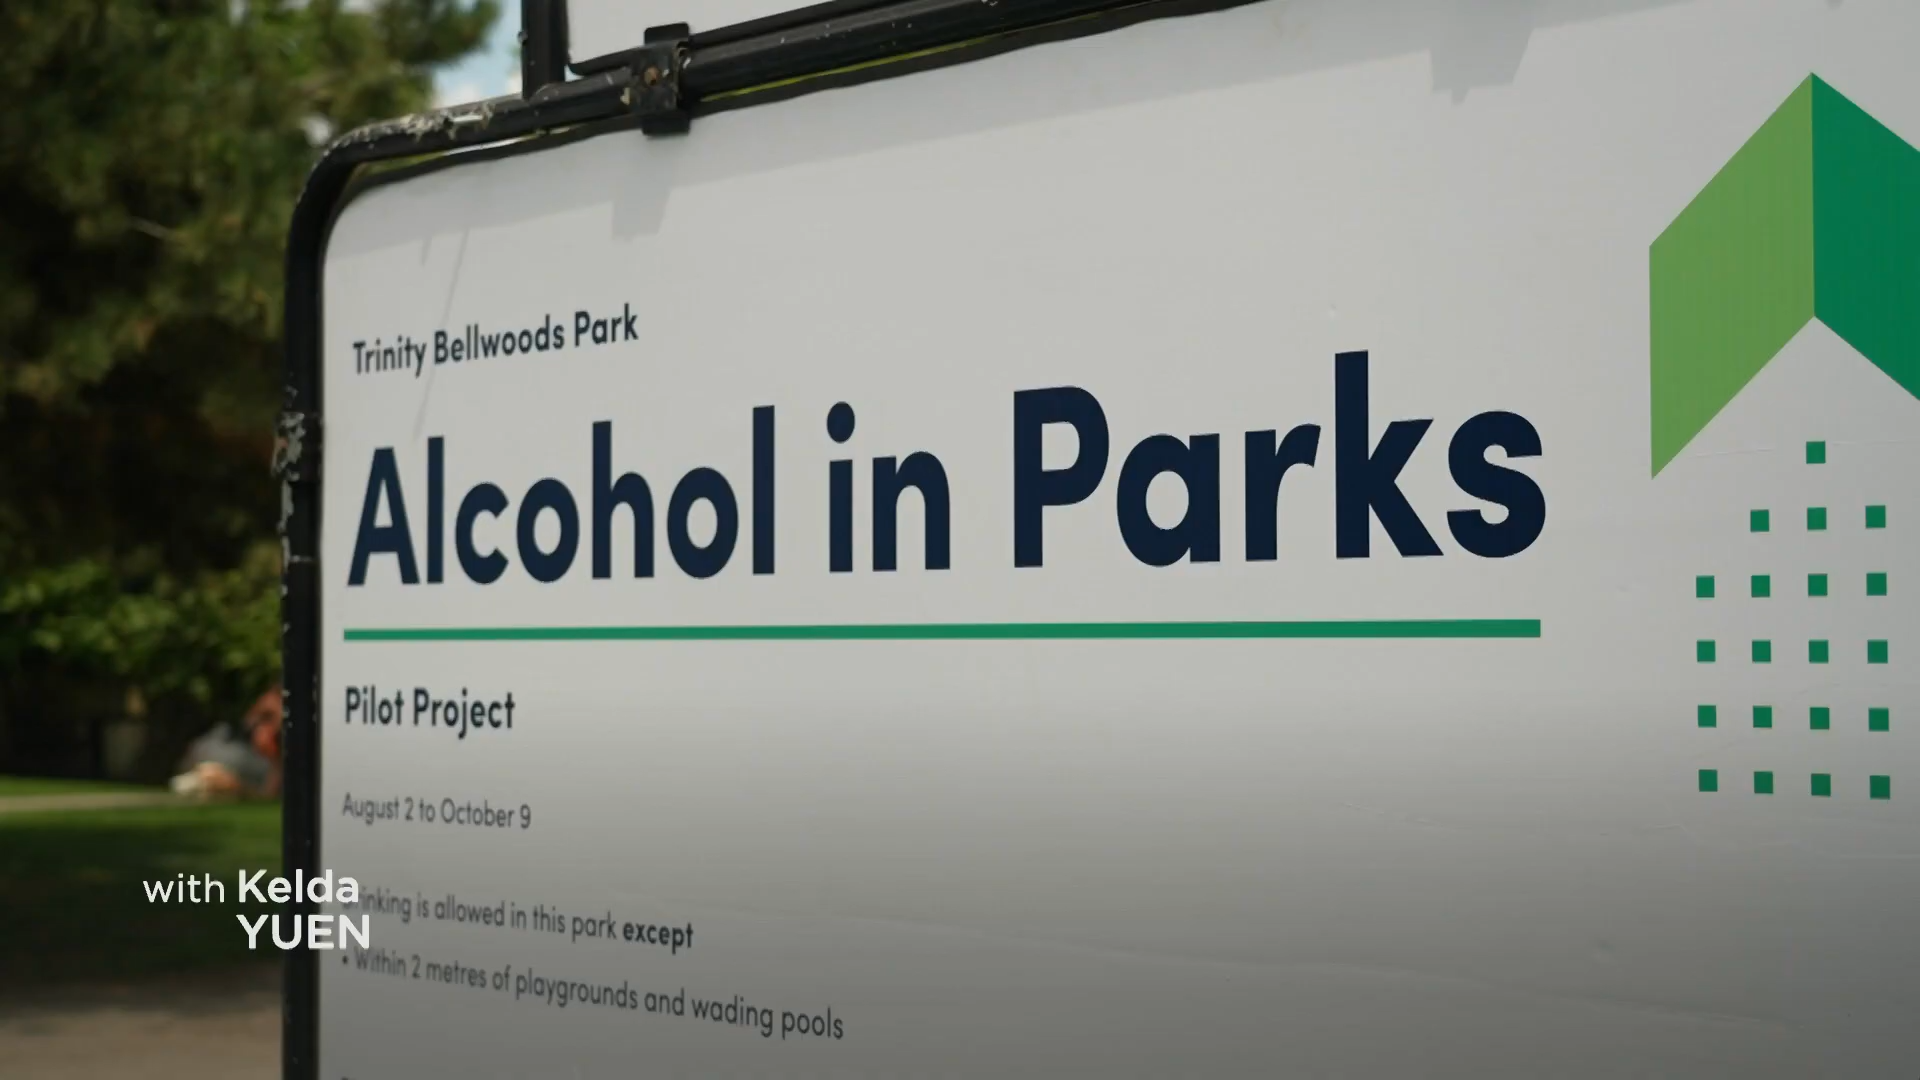 Trinity Bellwoods Park
Alcohol in Parks
Pilot Project
August 2 to October 9
with Kelda
YUEN
Drinking is allowed in this park except
• Within 2 metres of playgrounds and wading pools